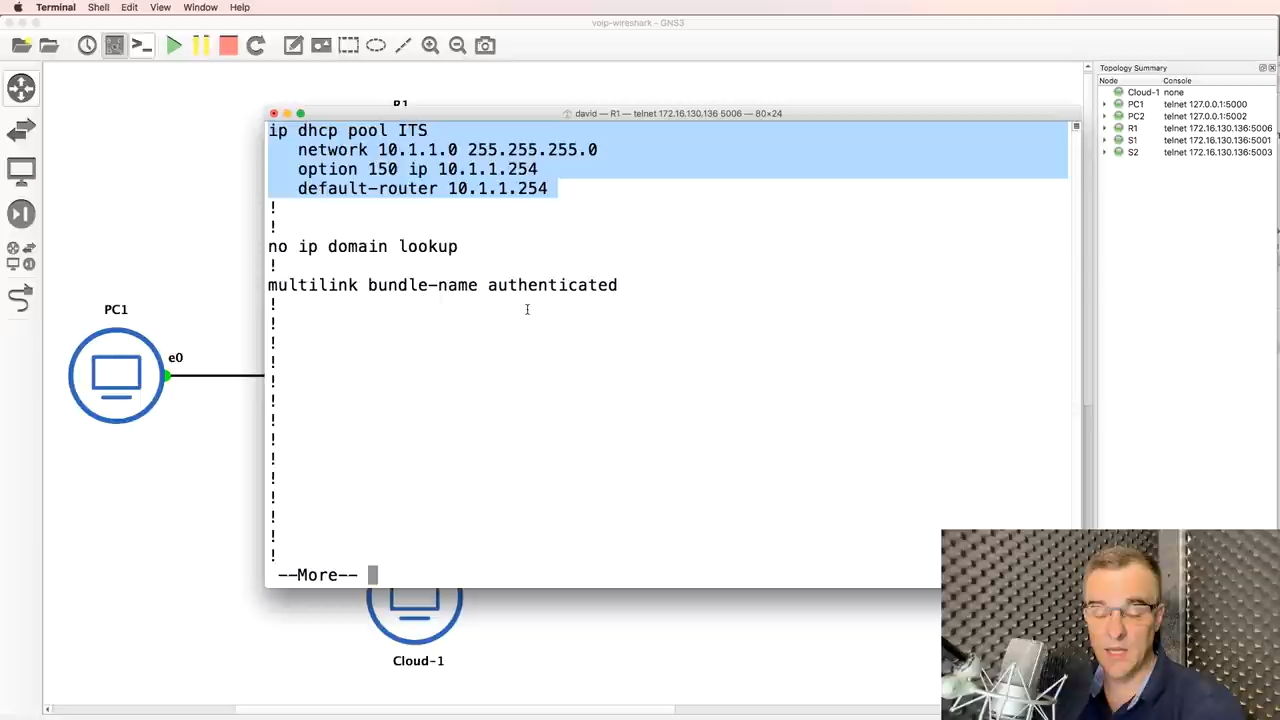 Terminal Shell Edit View Window Help
voip-wireshark - GNS3
Topology Summary
Node Console
Cloud-1 none
PC1 telnet 127.0.0.1:5000
PC2 telnet 127.0.0.1:5002
R1 telnet 172.16.130.136:5006
S1 telnet 172.16.130.136:5001
S2 telnet 172.16.130.136:5003
R1
david — R1 — telnet 172.16.130.136 5006 — 80×24
ip dhcp pool ITS
network 10.1.1.0 255.255.255.0
option 150 ip 10.1.1.254
default-router 10.1.1.254
!
!
no ip domain lookup
!
multilink bundle-name authenticated
!
!
!
!
!
!
!
!
!
!
!
!
!
!
--More--
PC1
e0
Cloud-1